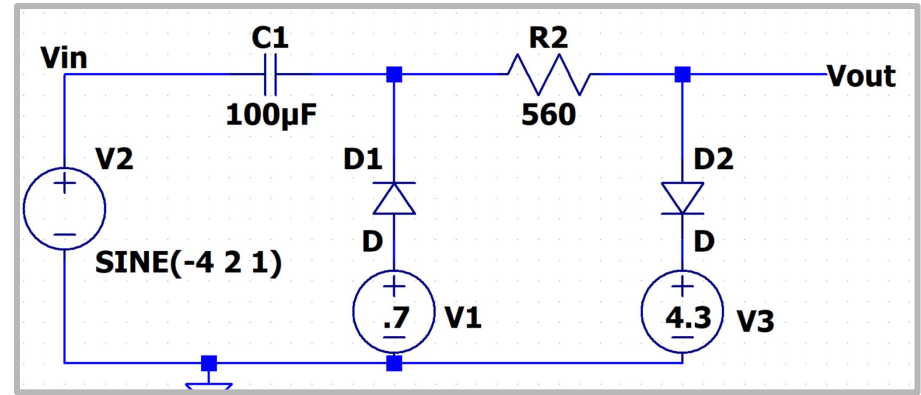 C1
R2
Vin
Vout
100µF
560
V2
D1
D2
D
D
SINE(-4 2 1)
.7
V1
4.3
V3